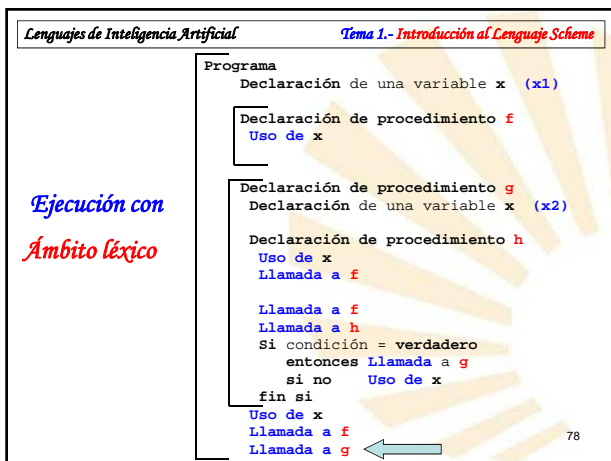 Lenguajes de Inteligencia Artificial Tema 1.- Introducción al Lenguaje Scheme
Programa
Declaración de una variable x (x1)
Declaración de procedimiento f
Uso de x
Declaración de procedimiento g
Declaración de una variable x (x2)
Declaración de procedimiento h
Uso de x
Llamada a f
Llamada a f
Llamada a h
Si condición = verdadero
entonces Llamada a g
si no Uso de x
fin si
Uso de x
Llamada a f
Llamada a g
Ejecución con
Ámbito léxico
78